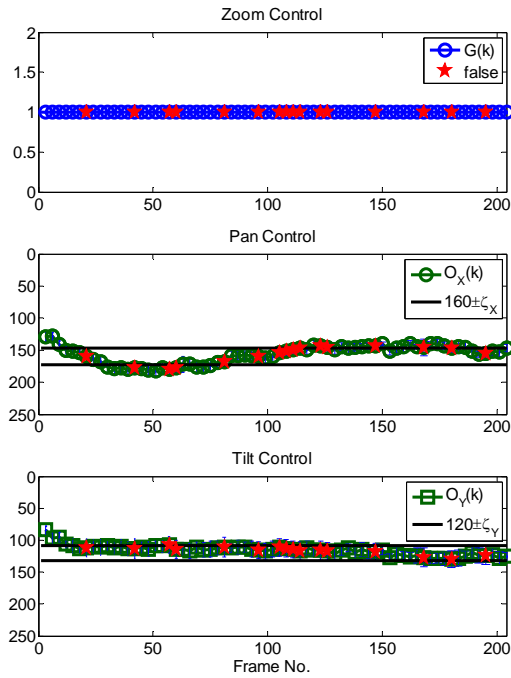 Zoom Control
2
1.5
1
0.5
0
0 50 100 150 200
G(k)
false
Pan Control
0
50
100
150
200
250
0 50 100 150 200
O_X(k)
160±ζ_X
Tilt Control
0
50
100
150
200
250
0 50 100 150 200
O_Y(k)
120±ζ_Y
Frame No.